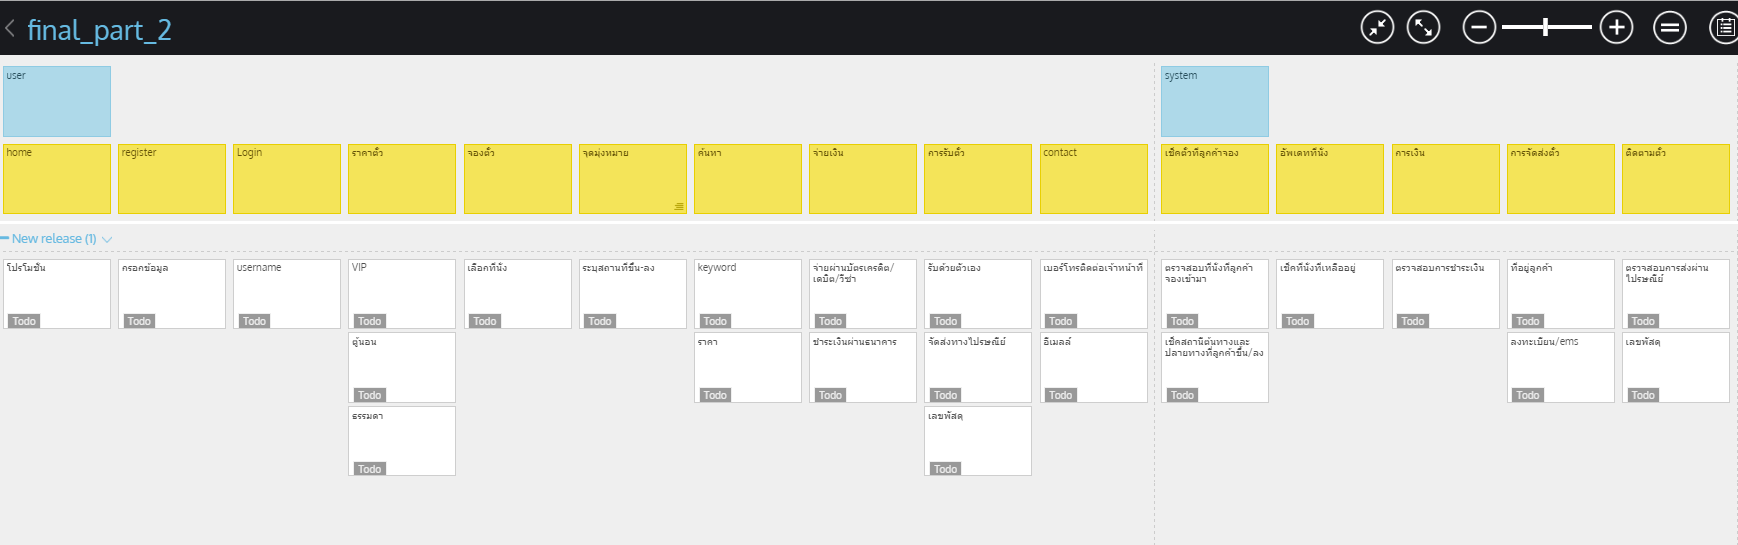 final_part_2
user
system
home
register
Login
ราคาตั๋ว
จองตั๋ว
จุดมุ่งหมาย
ค้นหา
จ่ายเงิน
การรับตั๋ว
contact
เช็คตั๋วที่ลูกค้าจอง
อัพเดทที่นั่ง
การเงิน
การจัดส่งตั๋ว
ติดตามตั๋ว
New release (1)
โปรโมชั่น
Todo
กรอกข้อมูล
Todo
username
Todo
VIP
Todo
เลือกที่นั่ง
Todo
ระบุสถานที่ขึ้น-ลง
Todo
keyword
Todo
จ่ายผ่านบัตรเครดิต/
เดบิต/วีซ่า
Todo
รับด้วยตัวเอง
Todo
เบอร์โทรติดต่อเจ้าหน้าที่
Todo
ตรวจสอบที่นั่งที่ลูกค้า
จองเข้ามา
Todo
เช็คที่นั่งที่เหลืออยู่
Todo
ตรวจสอบการชำระเงิน
Todo
ที่อยู่ลูกค้า
Todo
ตรวจสอบการส่งผ่าน
ไปรษณีย์
Todo
ตู้นอน
Todo
ราคา
Todo
ชำระเงินผ่านธนาคาร
Todo
จัดส่งทางไปรษณีย์
Todo
อีเมลล์
Todo
เช็คสถานีต้นทางและ
ปลายทางที่ลูกค้าขึ้น/ลง
Todo
ลงทะเบียน/ems
Todo
เลขพัสดุ
Todo
ธรรมดา
Todo
เลขพัสดุ
Todo